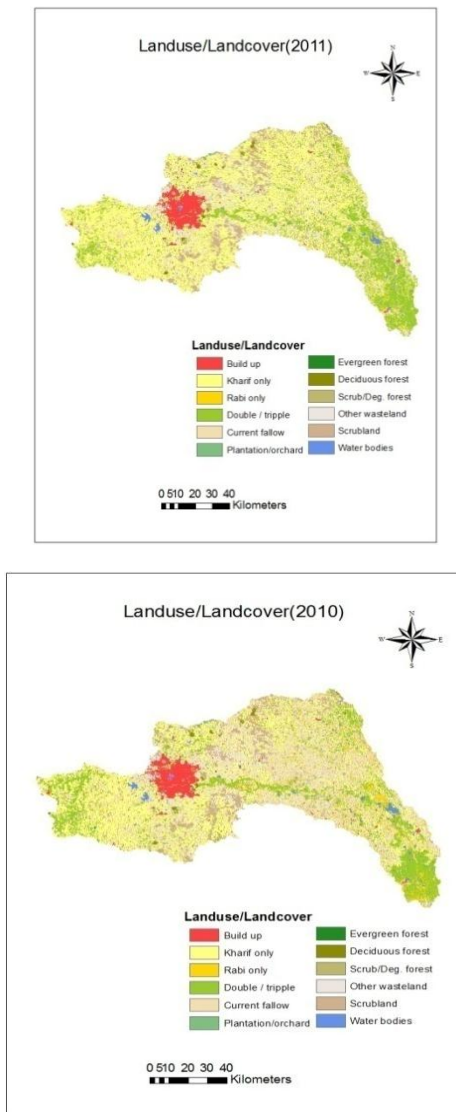 Landuse/Landcover(2011)
N
W E
S
Landuse/Landcover
Build up
Kharif only
Rabi only
Double / tripple
Current fallow
Plantation/orchard
Evergreen forest
Deciduous forest
Scrub/Deg. forest
Other wasteland
Scrubland
Water bodies
0 510 20 30 40
Kilometers
Landuse/Landcover(2010)
N
W E
S
Landuse/Landcover
Build up
Kharif only
Rabi only
Double / tripple
Current fallow
Plantation/orchard
Evergreen forest
Deciduous forest
Scrub/Deg. forest
Other wasteland
Scrubland
Water bodies
0 510 20 30 40
Kilometers